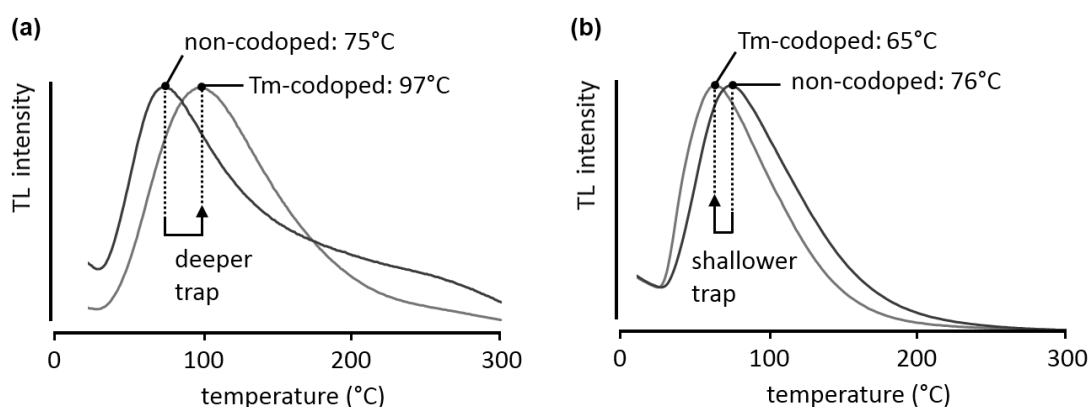 (a)
non-codoped: 75°C
Tm-codoped: 97°C
TL intensity
deeper
trap
0 100 200 300
temperature (°C)
(b)
Tm-codoped: 65°C
non-codoped: 76°C
TL intensity
shallower
trap
0 100 200 300
temperature (°C)